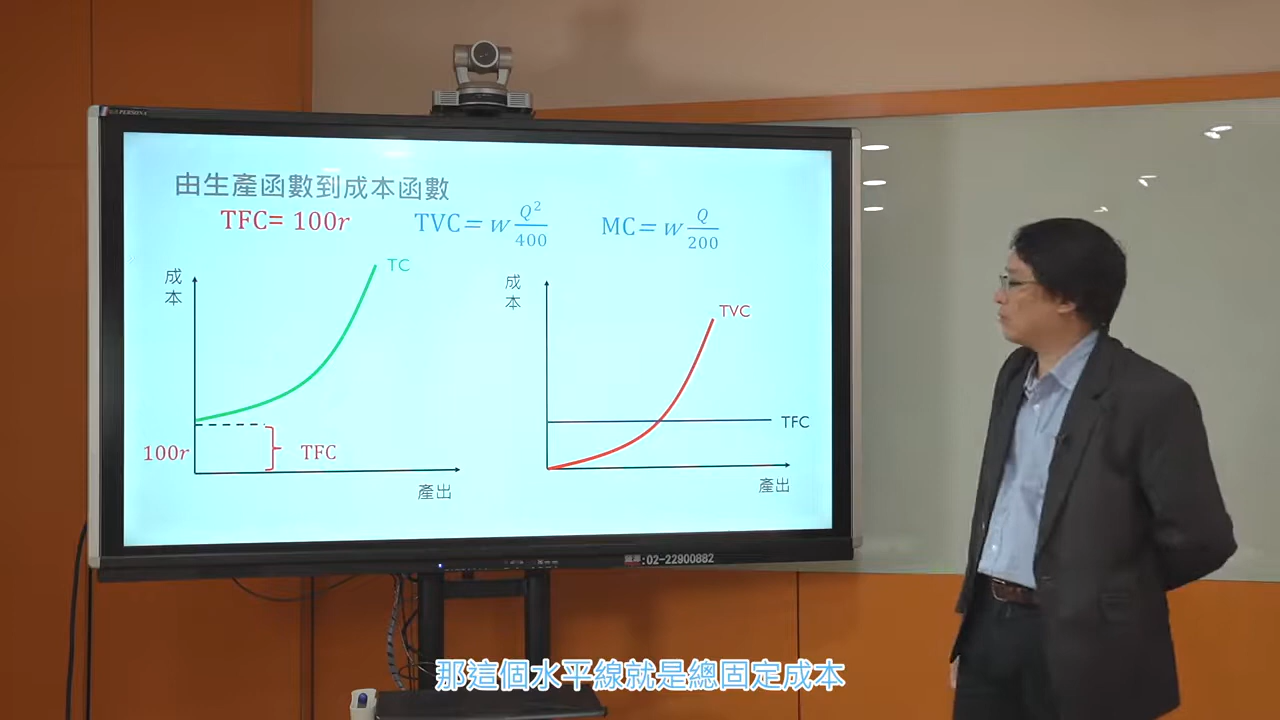 由生產函數到成本函數
TFC= 100r
TVC= w Q²/400
MC= w Q/200
成本
TC
100r
TFC
產出
成本
TVC
TFC
產出
:02-22900882
那這個水平線就是總固定成本